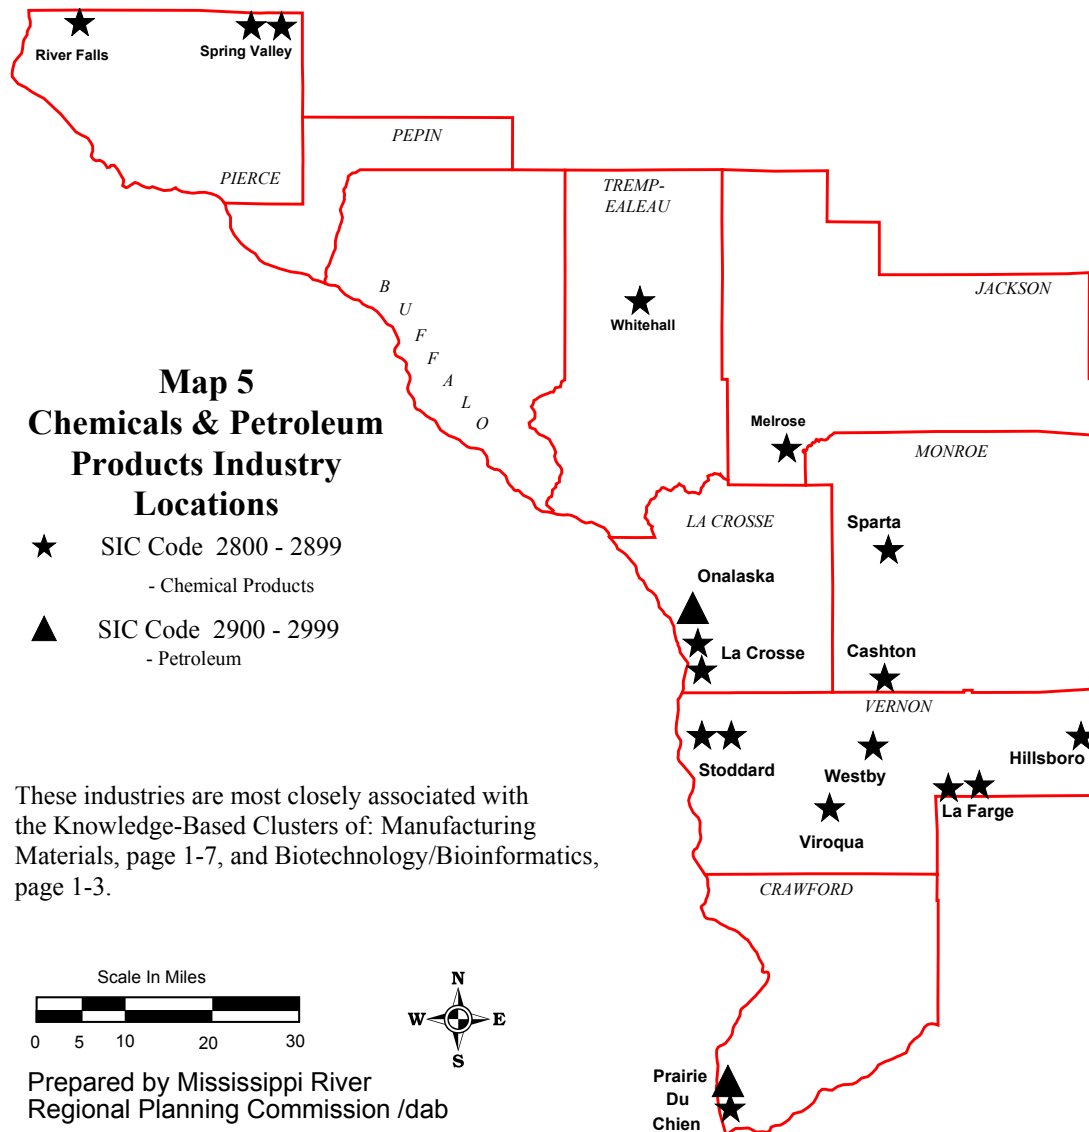 River Falls
Spring Valley
PEPIN
PIERCE
TREMP-
EALEAU
JACKSON
B
U
F
F
A
L
O
Whitehall
Map 5
Chemicals & Petroleum
Products Industry
Locations
SIC Code 2800 - 2899
- Chemical Products
SIC Code 2900 - 2999
- Petroleum
Melrose
MONROE
LA CROSSE
Sparta
Onalaska
La Crosse
Cashton
VERNON
Stoddard
Westby
Hillsboro
La Farge
Viroqua
CRAWFORD
These industries are most closely associated with
the Knowledge-Based Clusters of: Manufacturing
Materials, page 1-7, and Biotechnology/Bioinformatics,
page 1-3.
Scale In Miles
0 5 10 20 30
N
W E
S
Prairie
Du
Chien
Prepared by Mississippi River
Regional Planning Commission /dab